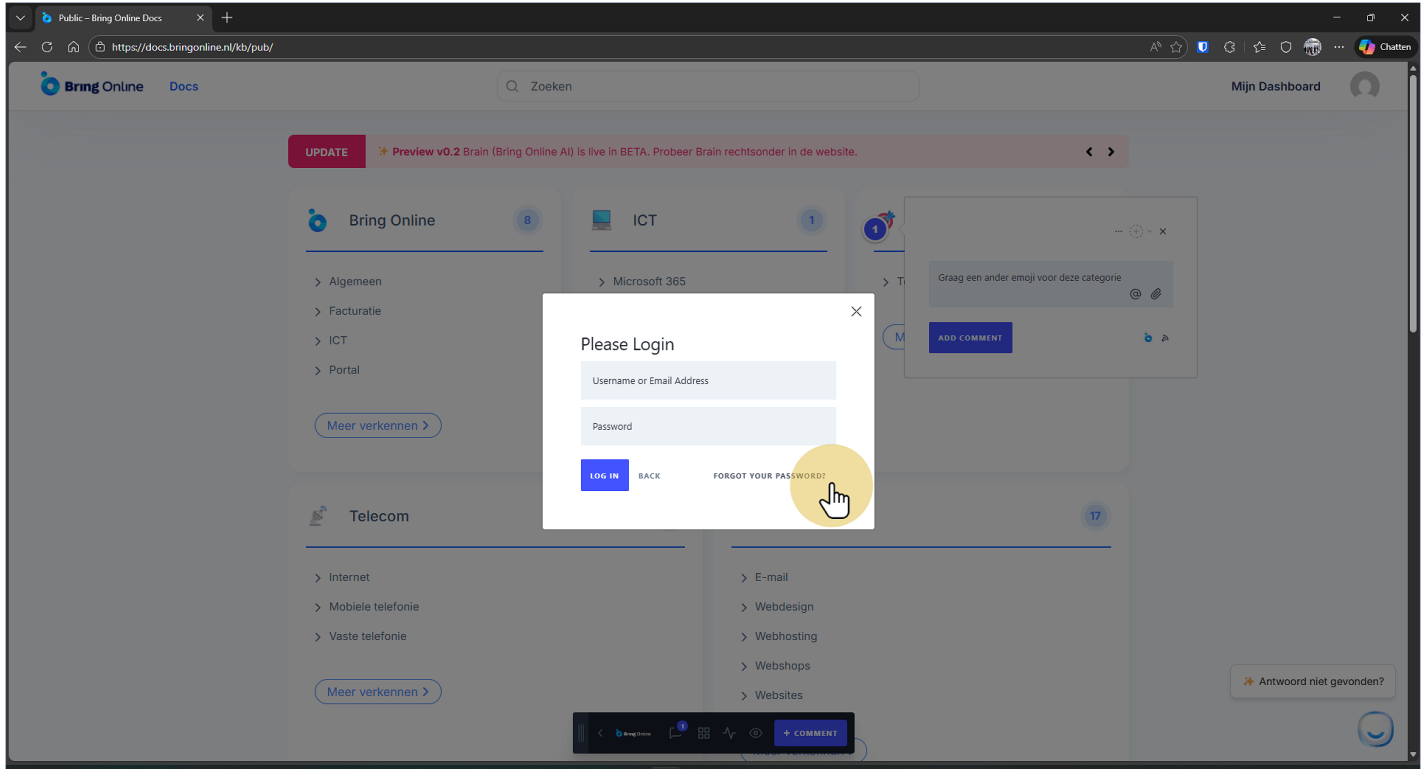 Public – Bring Online Docs
https://docs.bringonline.nl/kb/pub/
Chatten
Bring Online
Docs
Zoeken
Mijn Dashboard
UPDATE
Preview v0.2 Brain (Bring Online AI) is live in BETA. Probeer Brain rechtsonder in de website.
Bring Online
8
ICT
1
1
Algemeen
Facturatie
ICT
Portal
Meer verkennen
Microsoft 365
Graag een ander emoji voor deze categorie
@
ADD COMMENT
Please Login
Username or Email Address
Password
LOG IN
BACK
FORGOT YOUR PASSWORD?
Telecom
17
Internet
Mobiele telefonie
Vaste telefonie
Meer verkennen
E-mail
Webdesign
Webhosting
Webshops
Websites
Antwoord niet gevonden?
Bring Online
1
+ COMMENT